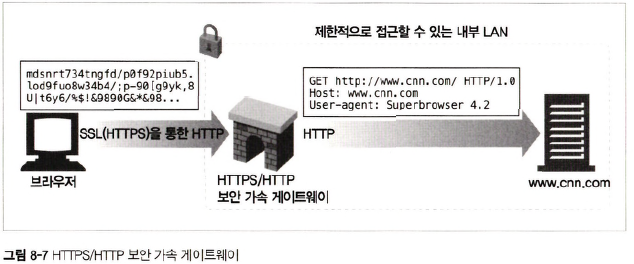 제한적으로 접근할 수 있는 내부 LAN
mdsnrt734tngfd/p0f92piub5.
lod9fuo8w34b4/;p-90[g9yk,8
U|t6y6/%$!&9890G&*&98...
GET http://www.cnn.com/ HTTP/1.0
Host: www.cnn.com
User-agent: Superbrowser 4.2
SSL(HTTPS)을 통한 HTTP
HTTP
브라우저
HTTPS/HTTP
보안 가속 게이트웨이
www.cnn.com
그림 8-7 HTTPS/HTTP 보안 가속 게이트웨이